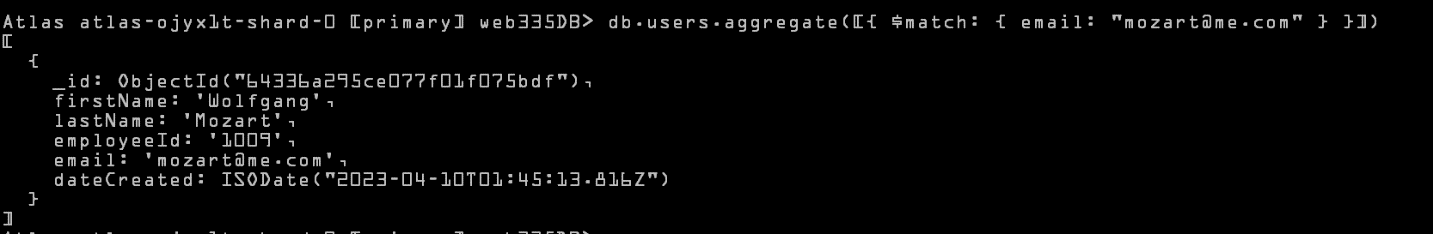 Atlas atlas-ojyx1t-shard-0 [primary] web335DB> db.users.aggregate([{ $match: { email: "mozart@me.com" } }])
[
  {
    _id: ObjectId("64336a295ce077f01f075bdf"),
    firstName: 'Wolfgang',
    lastName: 'Mozart',
    employeeId: '1009',
    email: 'mozart@me.com',
    dateCreated: ISODate("2023-04-10T01:45:13.816Z")
  }
]